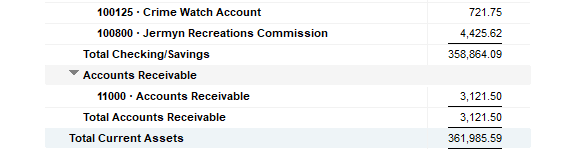 100125 · Crime Watch Account 721.75
100800 · Jermyn Recreations Commission 4,425.62
Total Checking/Savings 358,864.09
Accounts Receivable
11000 · Accounts Receivable 3,121.50
Total Accounts Receivable 3,121.50
Total Current Assets 361,985.59